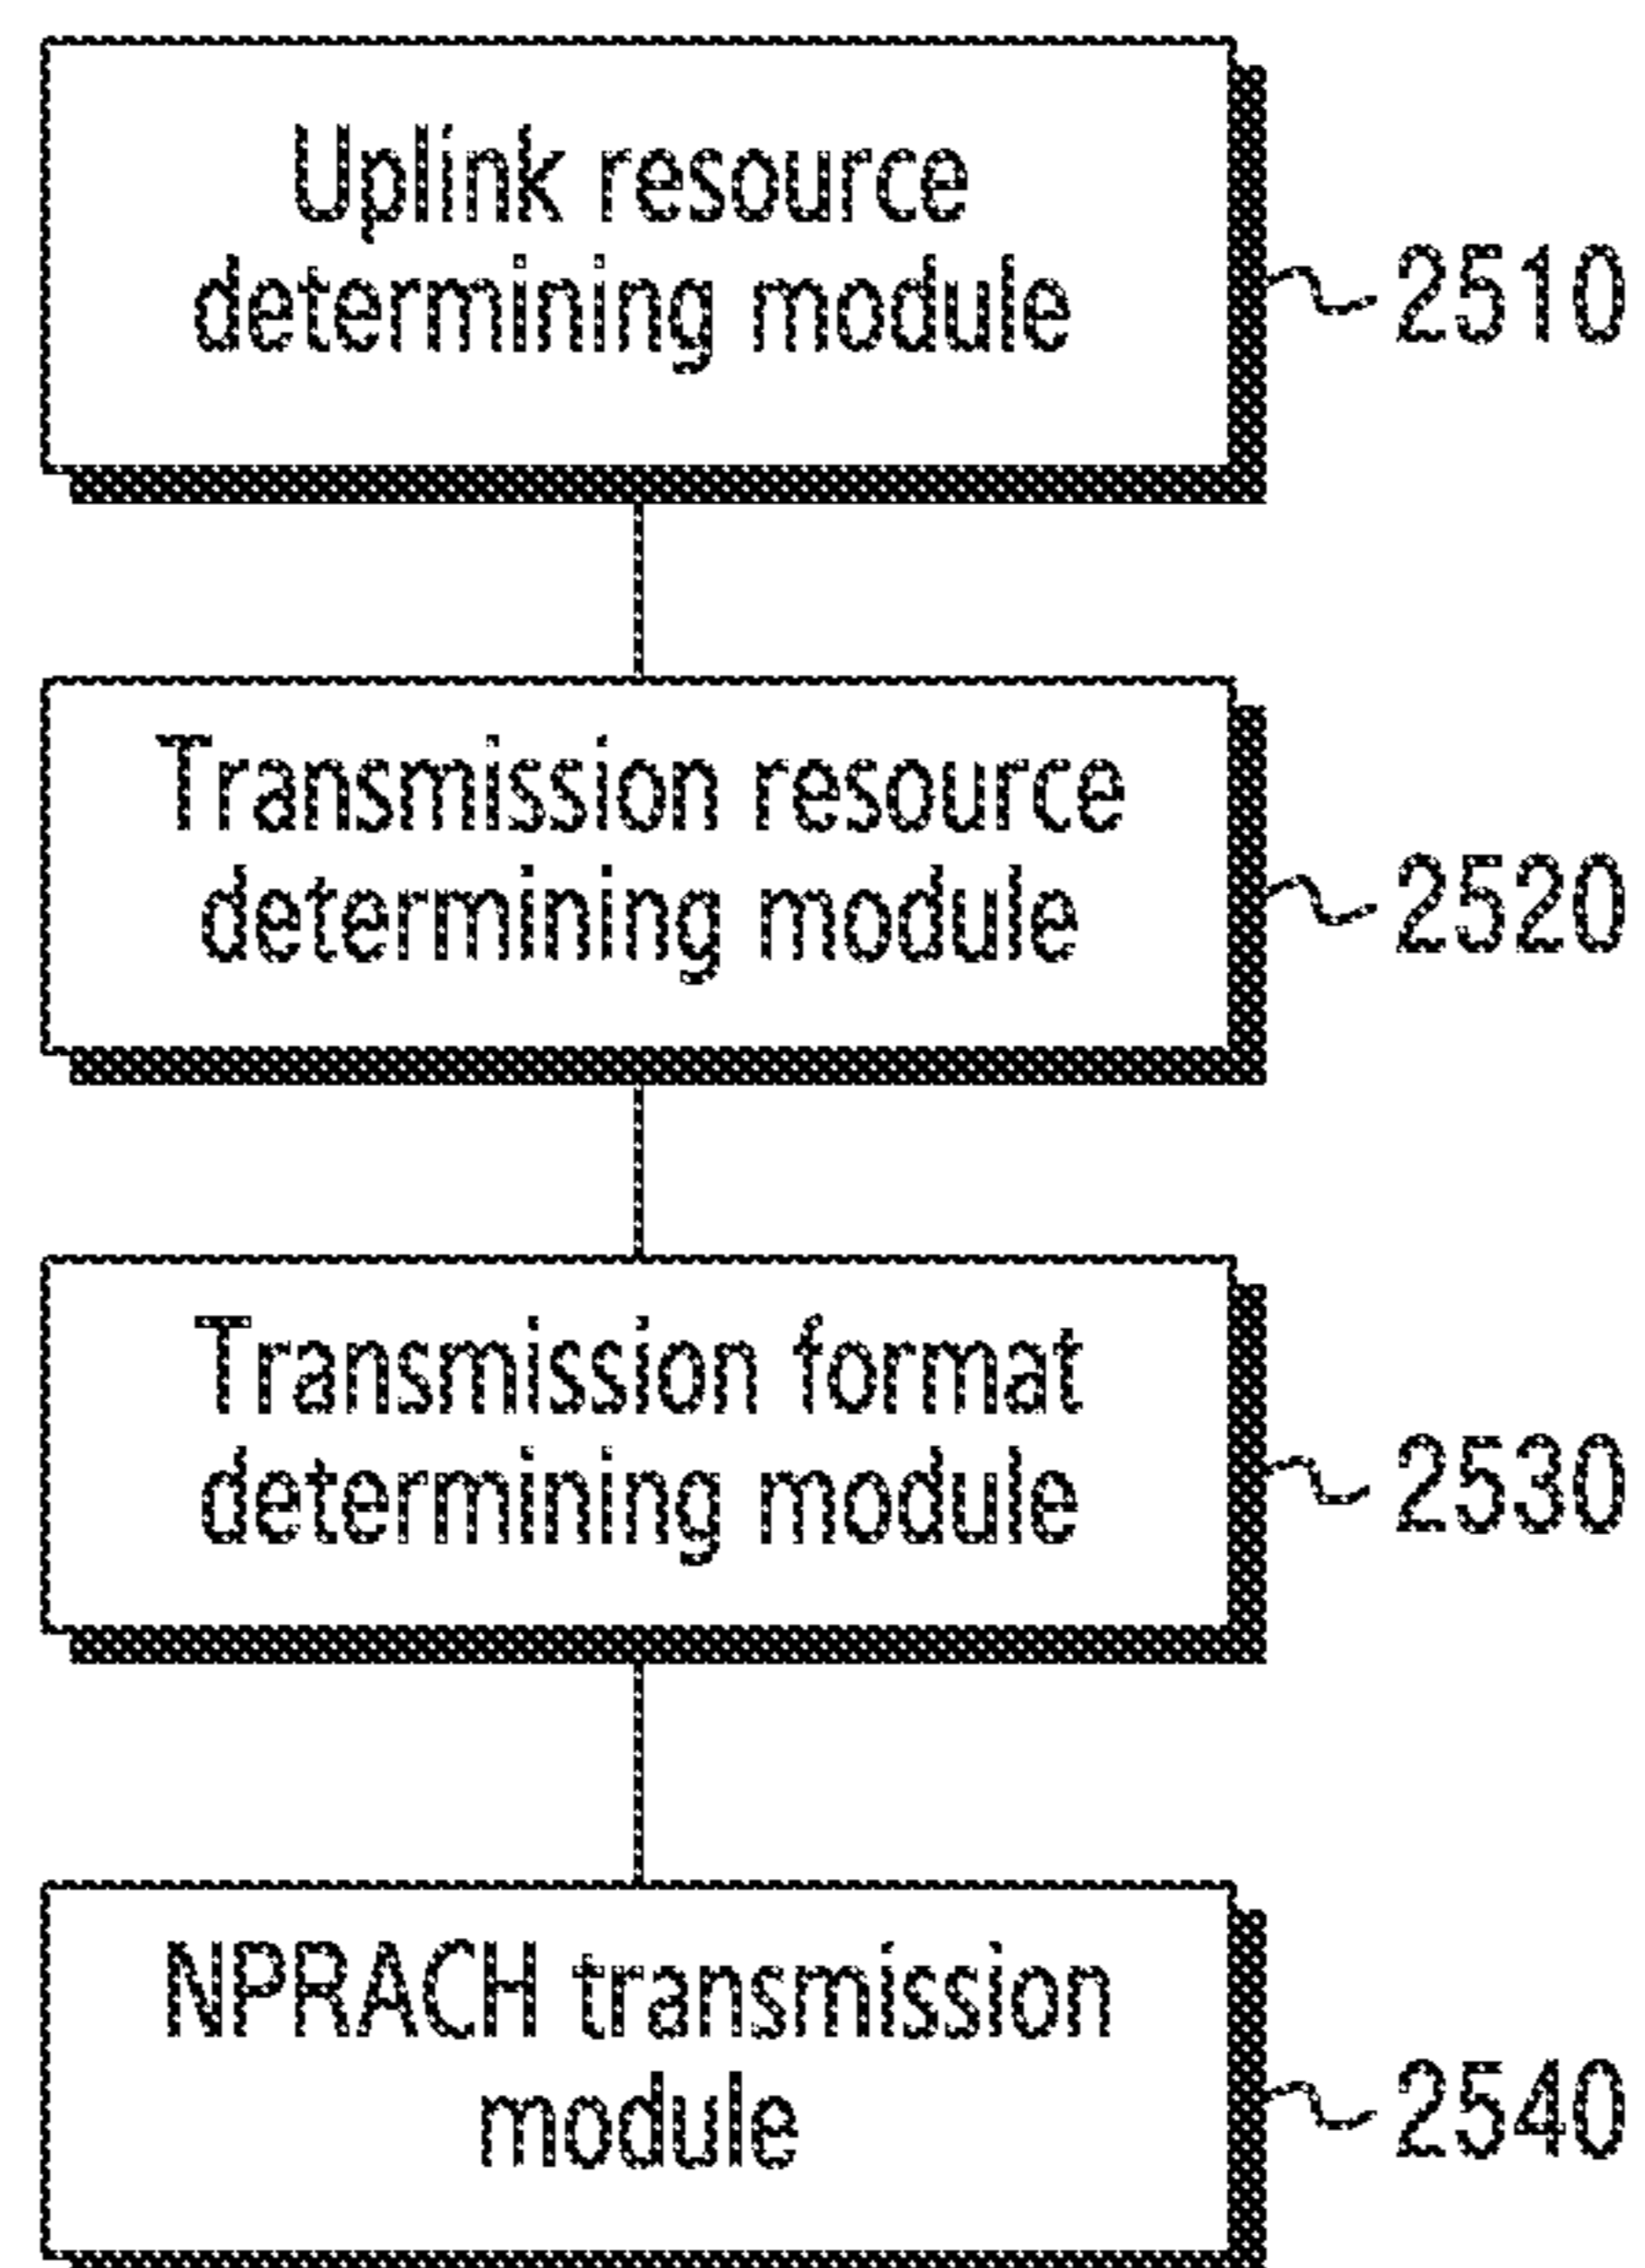 Uplink resource
determining module
2510
Transmission resource
determining module
2520
Transmission format
determining module
2530
NPRACH transmission
module
2540